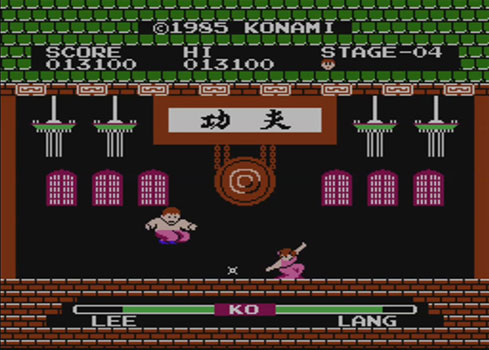 ©1985 KONAMI
SCORE HI STAGE-04
013100 013100
功夫
KO
LEE LANG